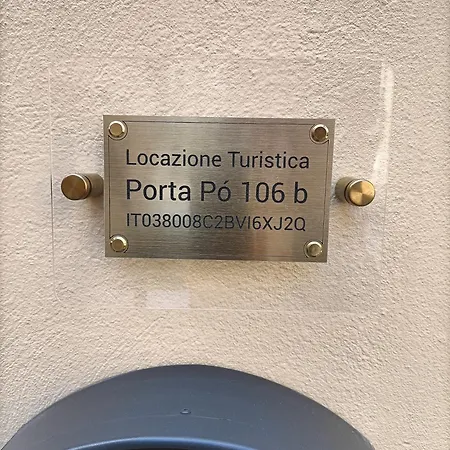 Locazione Turistica
Porta Pó 106 b
IT038008C2BVI6XJ2Q